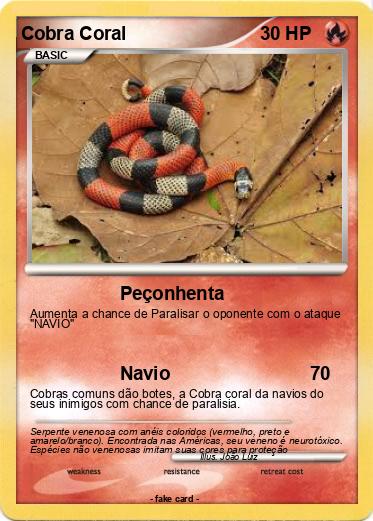 Cobra Coral 30 HP
BASIC
Peçonhenta
Aumenta a chance de Paralisar o oponente com o ataque
"NAVIO"
Navio 70
Cobras comuns dão botes, a Cobra coral da navios do
seus inimigos com chance de paralisia.
Serpente venenosa com anéis coloridos (vermelho, preto e
amarelo/branco). Encontrada nas Américas, seu veneno é neurotóxico.
Espécies não venenosas imitam suas cores para proteção
Illus. João Luiz
weakness resistance retreat cost
- fake card -